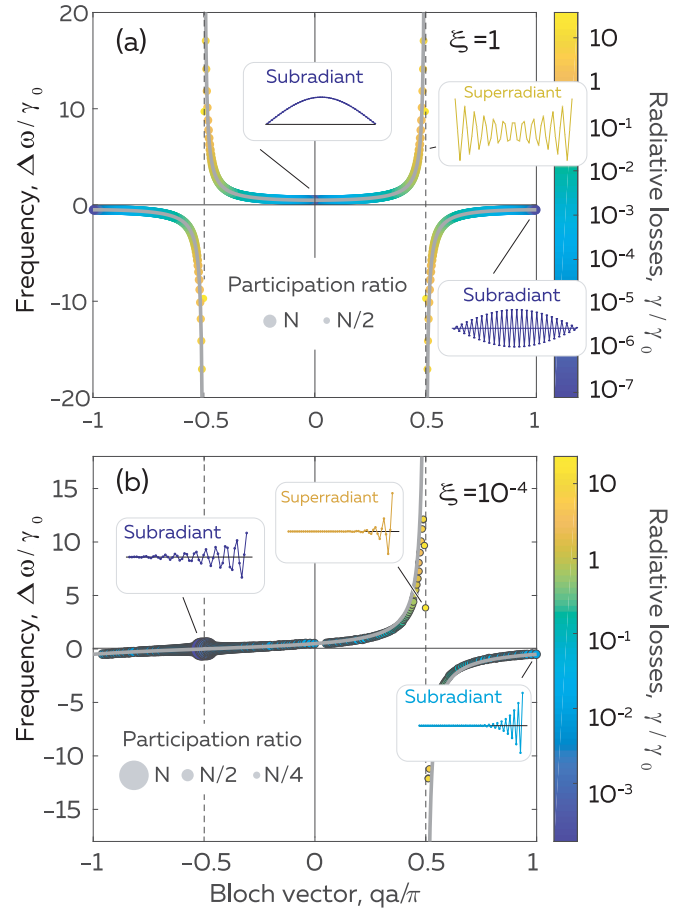 (a)
ξ =1
20
10
0
-10
-20
Frequency, Δω/γ₀
Subradiant
Superradiant
Subradiant
Participation ratio
N N/2
-1 -0.5 0 0.5 1
10
1
10⁻¹
10⁻²
10⁻³
10⁻⁴
10⁻⁵
10⁻⁶
10⁻⁷
Radiative losses, γ/γ₀
(b)
ξ =10⁻⁴
15
10
5
0
-5
-10
-15
Frequency, Δω/γ₀
Subradiant
Superradiant
Subradiant
Participation ratio
N N/2 N/4
-1 -0.5 0 0.5 1
Bloch vector, qa/π
10
1
10⁻¹
10⁻²
10⁻³
Radiative losses, γ/γ₀